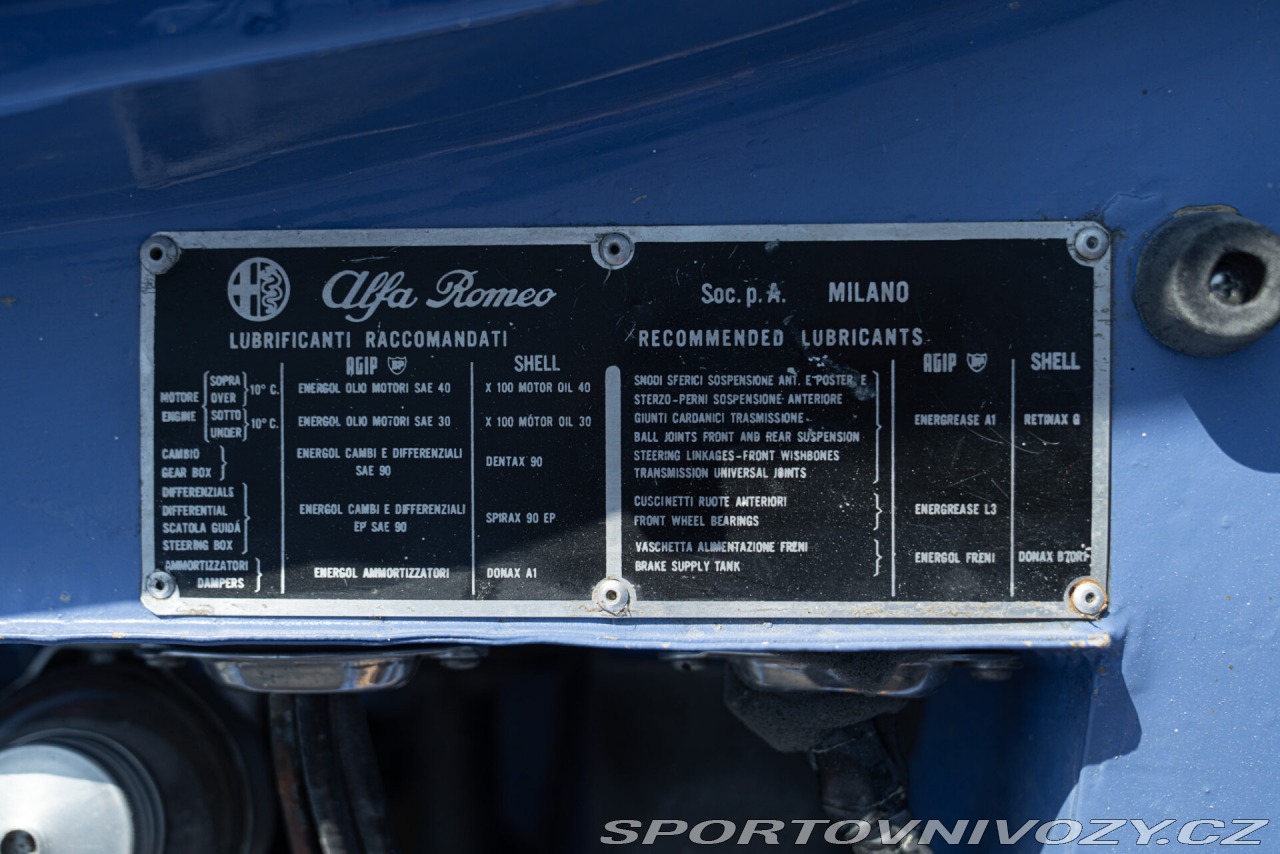 Alfa Romeo Soc. p. A. MILANO
LUBRIFICANTI RACCOMANDATI
AGIP BP SHELL
MOTORE
ENGINE
SOPRA
OVER
10° C.
ENERGOL OLIO MOTORI SAE 40
X 100 MOTOR OIL 40
SOTTO
UNDER
10° C.
ENERGOL OLIO MOTORI SAE 30
X 100 MOTOR OIL 30
CAMBIO
GEAR BOX
ENERGOL CAMBI E DIFFERENZIALI
SAE 90
DENTAX 90
DIFFERENZIALE
DIFFERENTIAL
SCATOLA GUIDA
STEERING BOX
ENERGOL CAMBI E DIFFERENZIALI
EP SAE 90
SPIRAX 90 EP
AMMORTIZZATORI
DAMPERS
ENERGOL AMMORTIZZATORI
DONAX A1
RECOMMENDED LUBRICANTS
AGIP BP SHELL
SNODI SFERICI SOSPENSIONE ANT. E POSTER. E
STERZO-PERNI SOSPENSIONE ANTERIORE
GIUNTI CARDANICI TRASMISSIONE
BALL JOINTS FRONT AND REAR SUSPENSION
STEERING LINKAGES-FRONT WISHBONES
TRANSMISSION UNIVERSAL JOINTS
ENERGREASE A1
RETINAX G
CUSCINETTI RUOTE ANTERIORI
FRONT WHEEL BEARINGS
ENERGREASE L3
VASCHETTA ALIMENTAZIONE FRENI
BRAKE SUPPLY TANK
ENERGOL FRENI
DONAX
SPORTOVNIVOZY.CZ